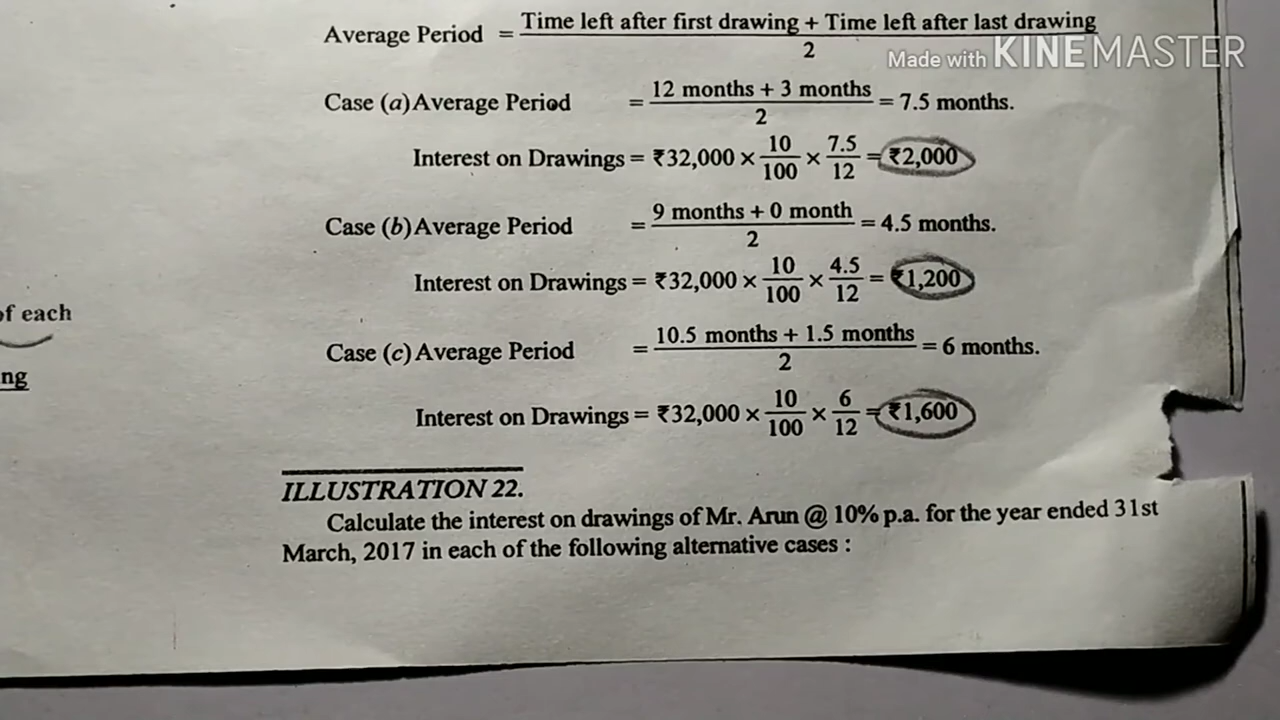 Average Period = Time left after first drawing + Time left after last drawing / 2
Made with KINEMASTER
Case (a) Average Period = 12 months + 3 months / 2 = 7.5 months.
Interest on Drawings = ₹32,000 × 10/100 × 7.5/12 = ₹2,000
Case (b) Average Period = 9 months + 0 month / 2 = 4.5 months.
Interest on Drawings = ₹32,000 × 10/100 × 4.5/12 = ₹1,200
of each
Case (c) Average Period = 10.5 months + 1.5 months / 2 = 6 months.
ng
Interest on Drawings = ₹32,000 × 10/100 × 6/12 = ₹1,600
ILLUSTRATION 22.
Calculate the interest on drawings of Mr. Arun @ 10% p.a. for the year ended 31st
March, 2017 in each of the following alternative cases :